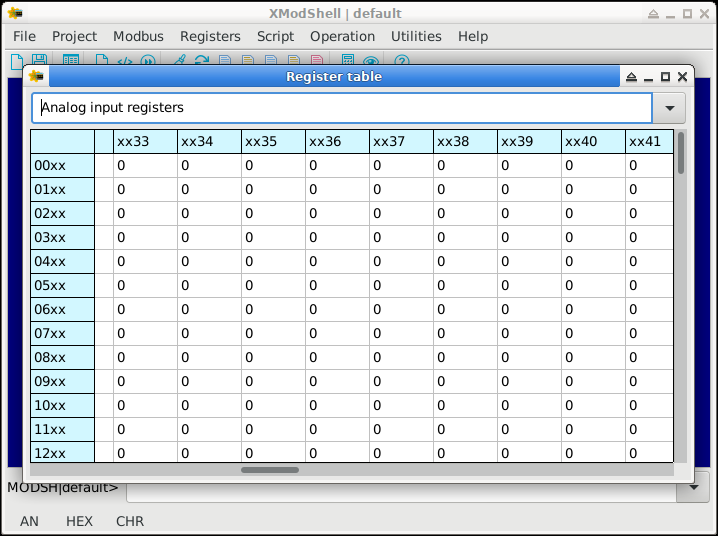 XModShell | default
File Project Modbus Registers Script Operation Utilities Help
Register table
Analog input registers
xx33 xx34 xx35 xx36 xx37 xx38 xx39 xx40 xx41
00xx 0 0 0 0 0 0 0 0 0
01xx 0 0 0 0 0 0 0 0 0
02xx 0 0 0 0 0 0 0 0 0
03xx 0 0 0 0 0 0 0 0 0
04xx 0 0 0 0 0 0 0 0 0
05xx 0 0 0 0 0 0 0 0 0
06xx 0 0 0 0 0 0 0 0 0
07xx 0 0 0 0 0 0 0 0 0
08xx 0 0 0 0 0 0 0 0 0
09xx 0 0 0 0 0 0 0 0 0
10xx 0 0 0 0 0 0 0 0 0
11xx 0 0 0 0 0 0 0 0 0
12xx 0 0 0 0 0 0 0 0 0
MODSH|default>
AN HEX CHR